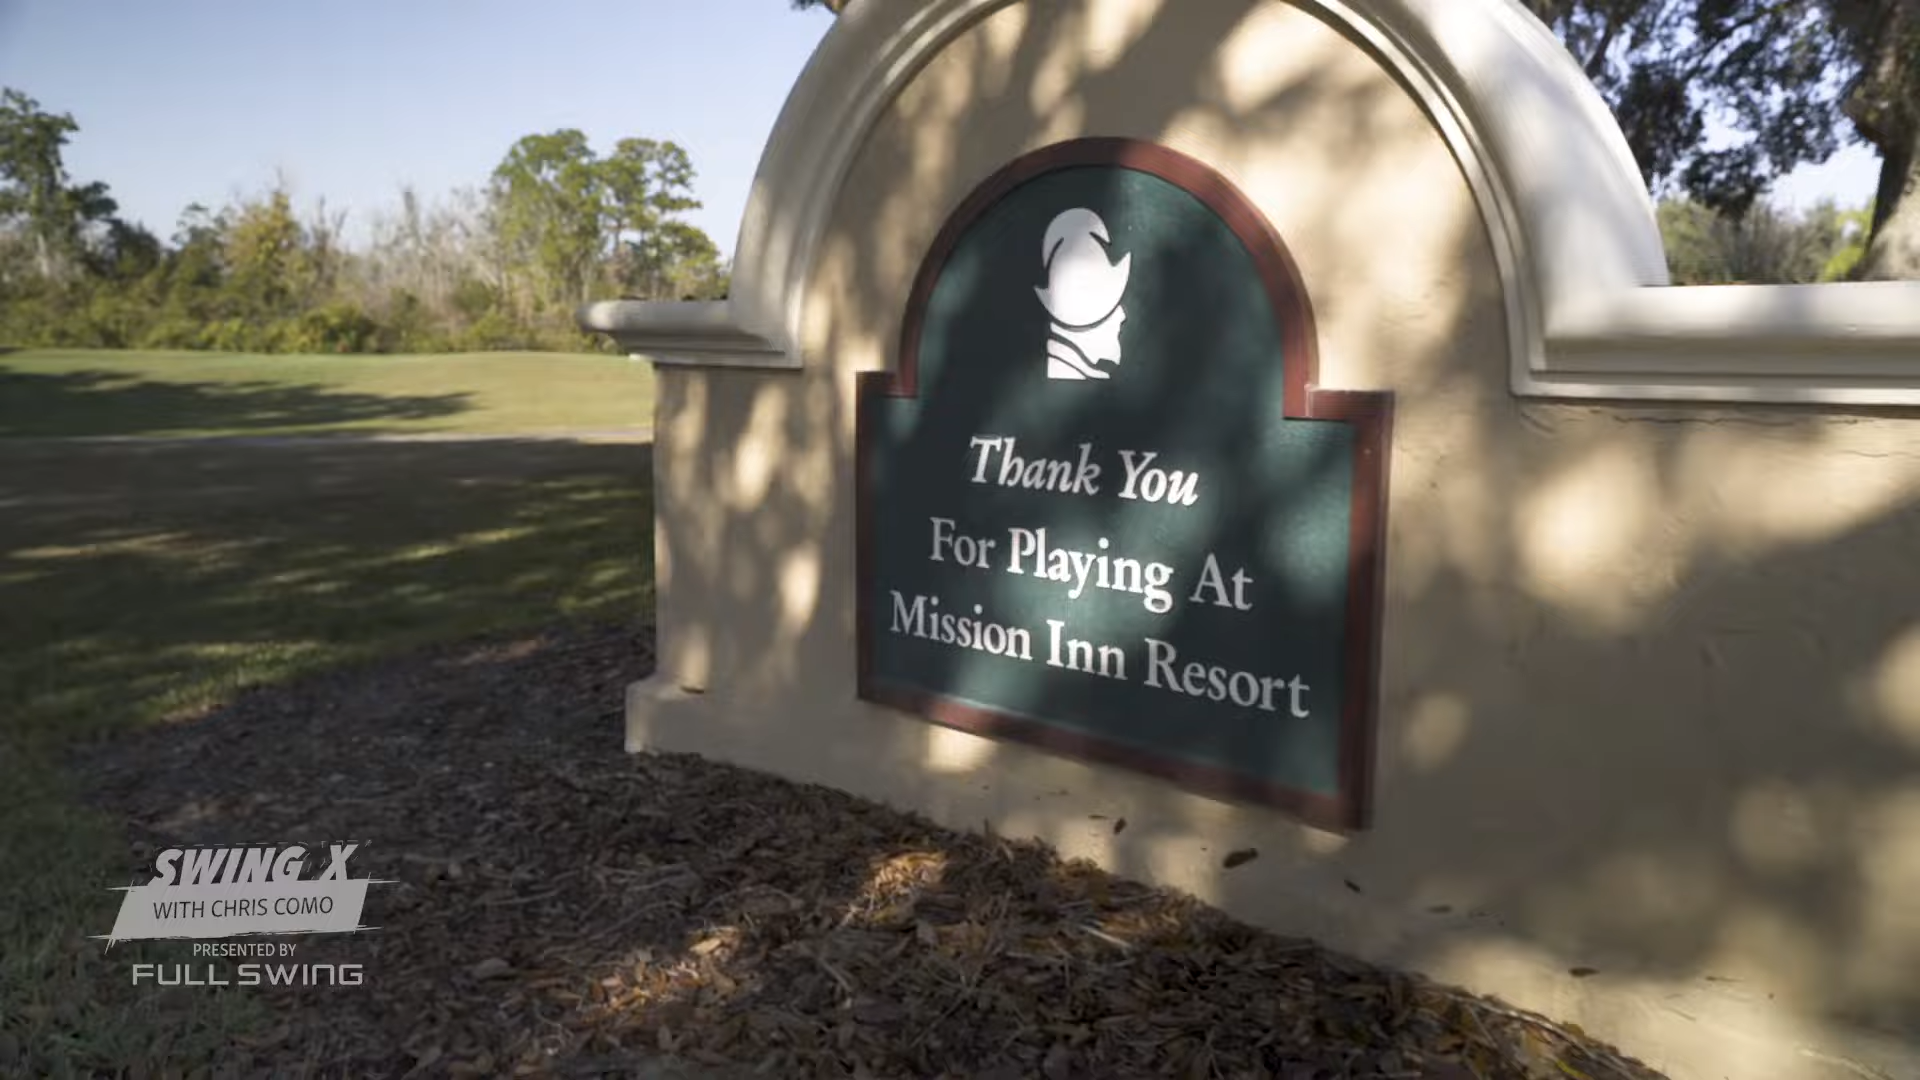 Thank You
For Playing At
Mission Inn Resort
SWING X
WITH CHRIS COMO
PRESENTED BY
FULL SWING